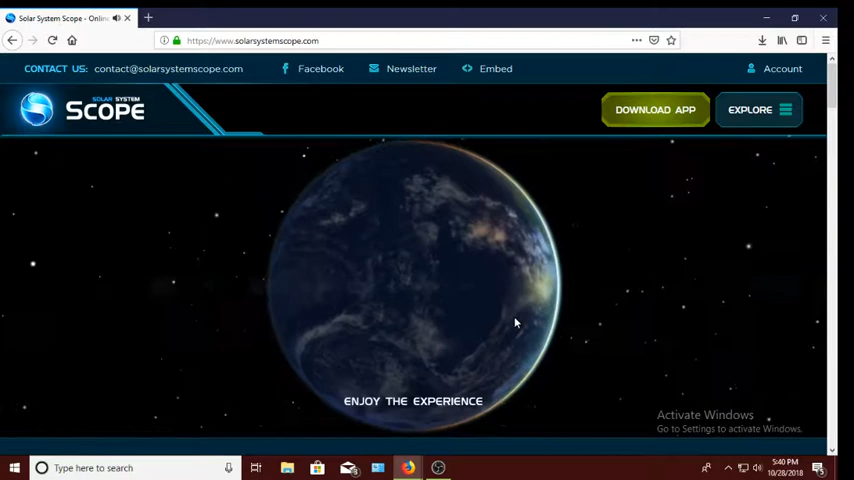 Solar System Scope - Online
https://www.solarsystemscope.com
CONTACT US: contact@solarsystemscope.com
Facebook
Newsletter
Embed
Account
SOLAR SYSTEM
SCOPE
DOWNLOAD APP
EXPLORE
ENJOY THE EXPERIENCE
Activate Windows
Go to Settings to activate Windows.
Type here to search
5:40 PM
10/28/2018